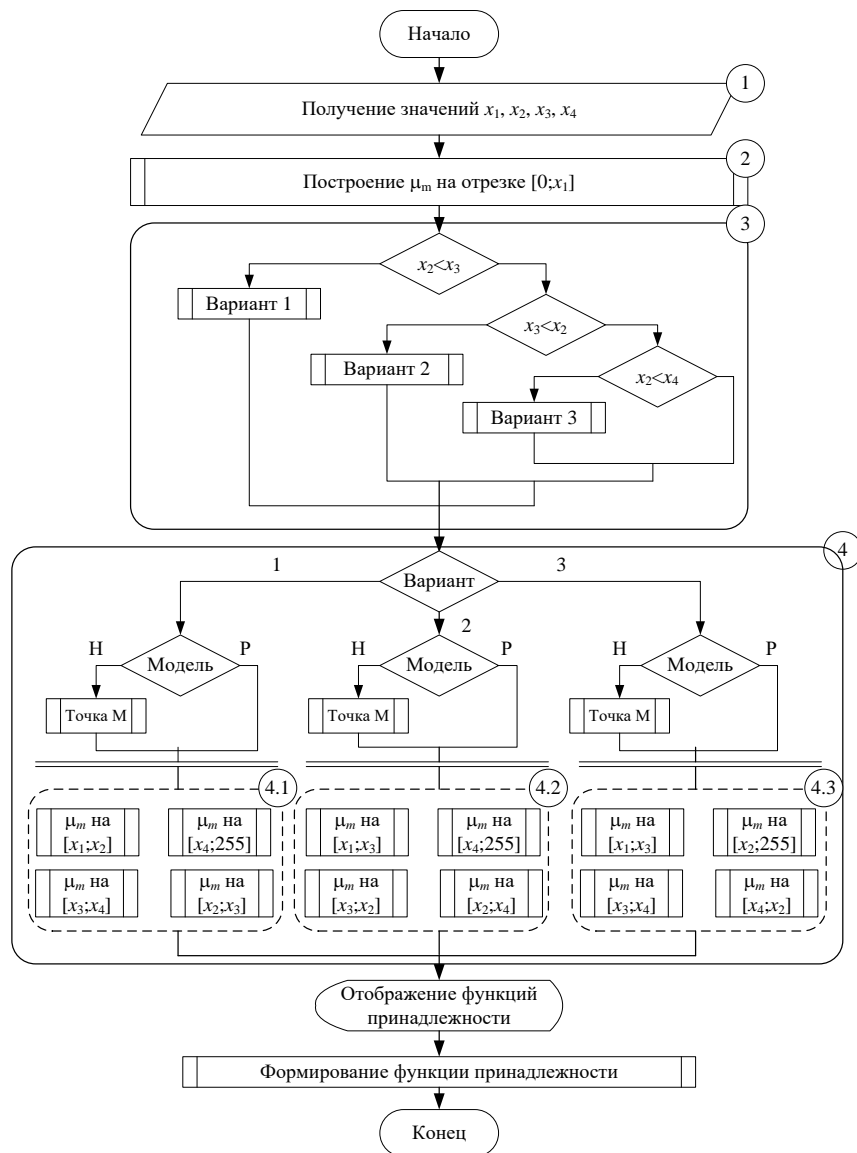 Начало
1
Получение значений x₁, x₂, x₃, x₄
2
Построение μₘ на отрезке [0;x₁]
3
x₂<x₃
Вариант 1
x₃<x₂
Вариант 2
x₂<x₄
Вариант 3
4
1
Вариант
3
2
Н
Модель
Р
Н
Модель
Р
Н
Модель
Р
Точка М
Точка М
Точка М
4.1
4.2
4.3
μₘ на
[x₁;x₂]
μₘ на
[x₄;255]
μₘ на
[x₁;x₃]
μₘ на
[x₄;255]
μₘ на
[x₁;x₃]
μₘ на
[x₂;255]
μₘ на
[x₃;x₄]
μₘ на
[x₂;x₃]
μₘ на
[x₃;x₂]
μₘ на
[x₂;x₄]
μₘ на
[x₃;x₄]
μₘ на
[x₄;x₂]
Отображение функций
принадлежности
Формирование функции принадлежности
Конец